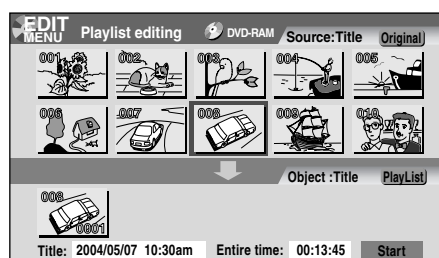 EDIT
MENU Playlist editing DVD-RAM Source:Title Original
001 002 003 004 005
006 007 008 009 010
Object :Title PlayList
008
0001
Title: 2004/05/07 10:30am Entire time: 00:13:45 Start